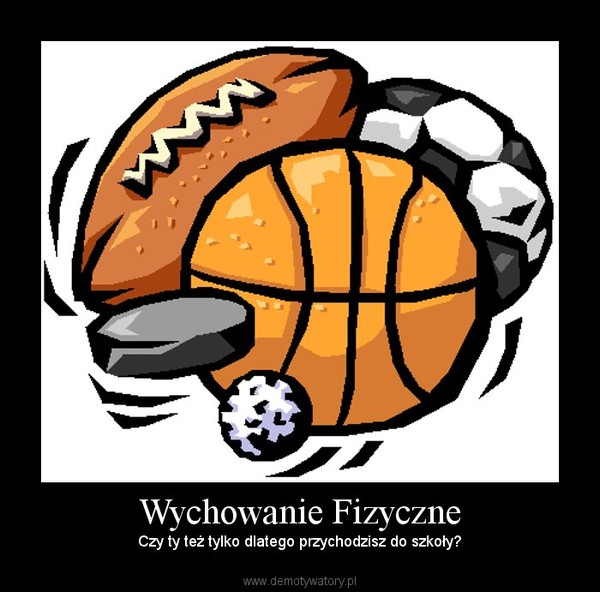 Wychowanie Fizyczne
Czy ty też tylko dlatego przychodzisz do szkoły?
www.demotywatory.pl